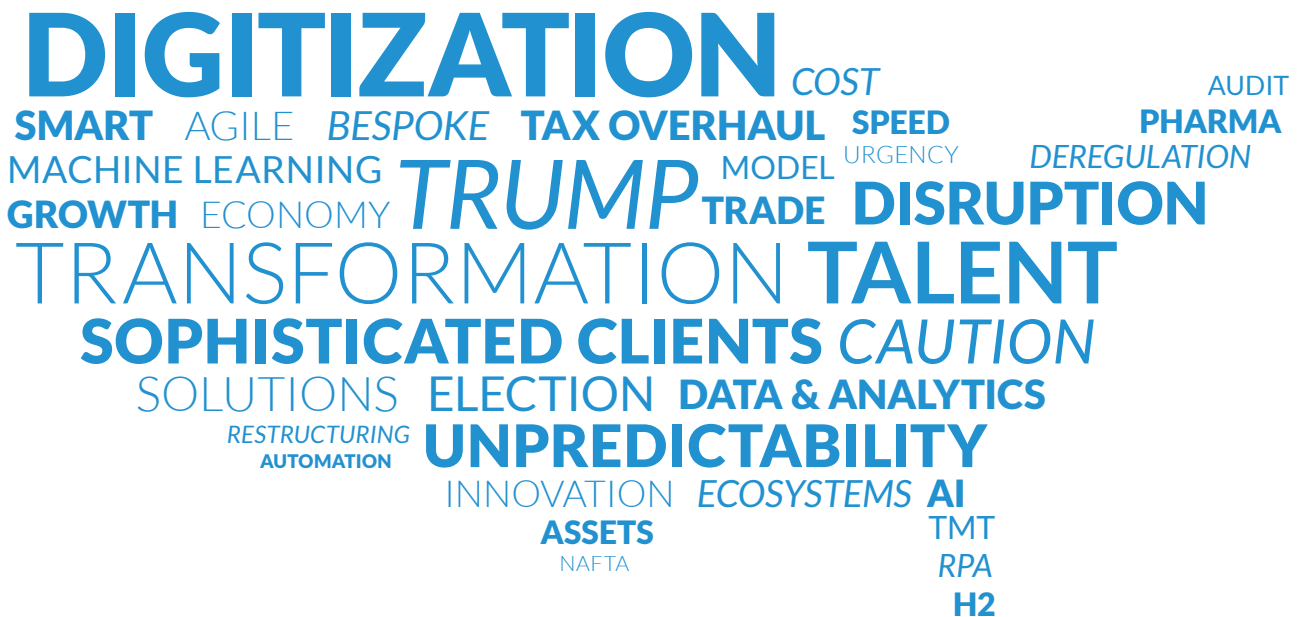 DIGITIZATION COST AUDIT
SMART AGILE BESPOKE TAX OVERHAUL SPEED PHARMA
MACHINE LEARNING TRUMP MODEL URGENCY DEREGULATION
GROWTH ECONOMY TRADE DISRUPTION
TRANSFORMATION TALENT
SOPHISTICATED CLIENTS CAUTION
SOLUTIONS ELECTION DATA & ANALYTICS
RESTRUCTURING UNPREDICTABILITY
AUTOMATION
INNOVATION ECOSYSTEMS AI
ASSETS TMT
NAFTA RPA
H2